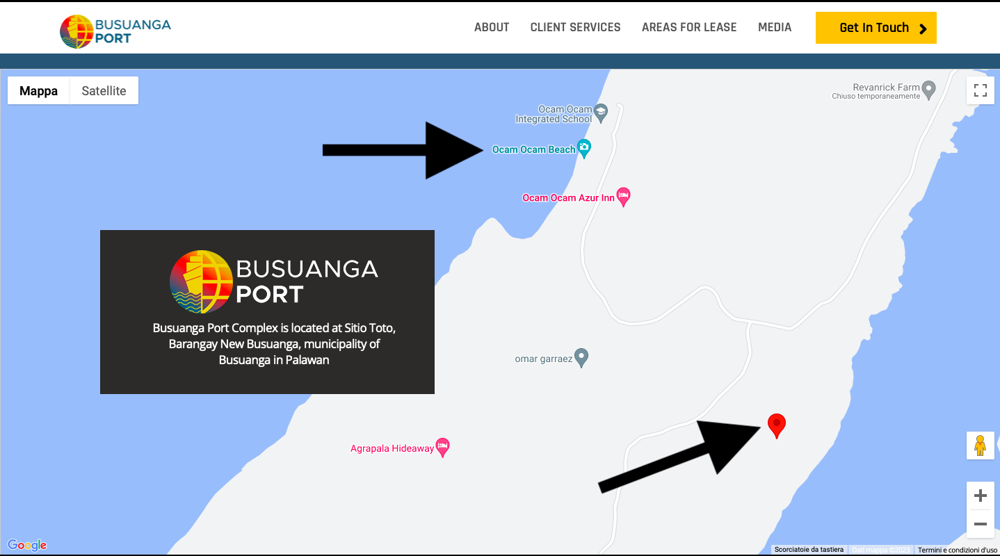 BUSUANGA
PORT
ABOUT
CLIENT SERVICES
AREAS FOR LEASE
MEDIA
Get In Touch
Mappa
Satellite
Revanrick Farm
Chiuso temporaneamente
Ocam Ocam
Integrated School
Ocam Ocam Beach
Ocam Ocam Azur Inn
BUSUANGA
PORT
Busuanga Port Complex is located at Sitio Toto,
Barangay New Busuanga, municipality of
Busuanga in Palawan
omar garraez
Agrapala Hideaway
Google
Scorciatoie da tastiera
Dati mappa ©2023
Termini e condizioni d'uso